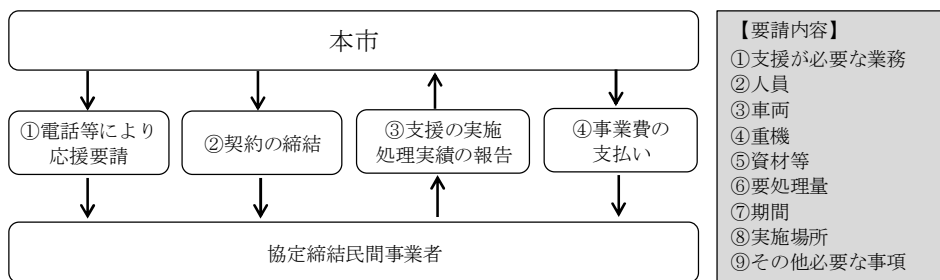 本市
①電話等により
応援要請
②契約の締結
③支援の実施
処理実績の報告
④事業費の
支払い
協定締結民間事業者
【要請内容】
①支援が必要な業務
②人員
③車両
④重機
⑤資材等
⑥要処理量
⑦期間
⑧実施場所
⑨その他必要な事項